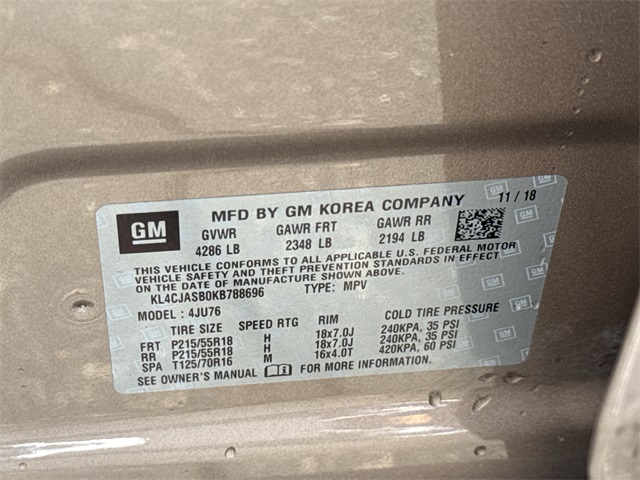 MFD BY GM KOREA COMPANY 11 / 18
GM GVWR GAWR FRT GAWR RR
4286 LB 2348 LB 2194 LB
THIS VEHICLE CONFORMS TO ALL APPLICABLE U.S. FEDERAL MOTOR
VEHICLE SAFETY AND THEFT PREVENTION STANDARDS IN EFFECT
ON THE DATE OF MANUFACTURE SHOWN ABOVE.
KL4CJASB0KB788696 TYPE: MPV
MODEL : 4JU76
TIRE SIZE SPEED RTG RIM COLD TIRE PRESSURE
FRT P215/55R18 H 18x7.0J 240KPA, 35 PSI
RR P215/55R18 H 18x7.0J 240KPA, 35 PSI
SPA T125/70R16 M 16x4.0T 420KPA, 60 PSI
SEE OWNER'S MANUAL FOR MORE INFORMATION.